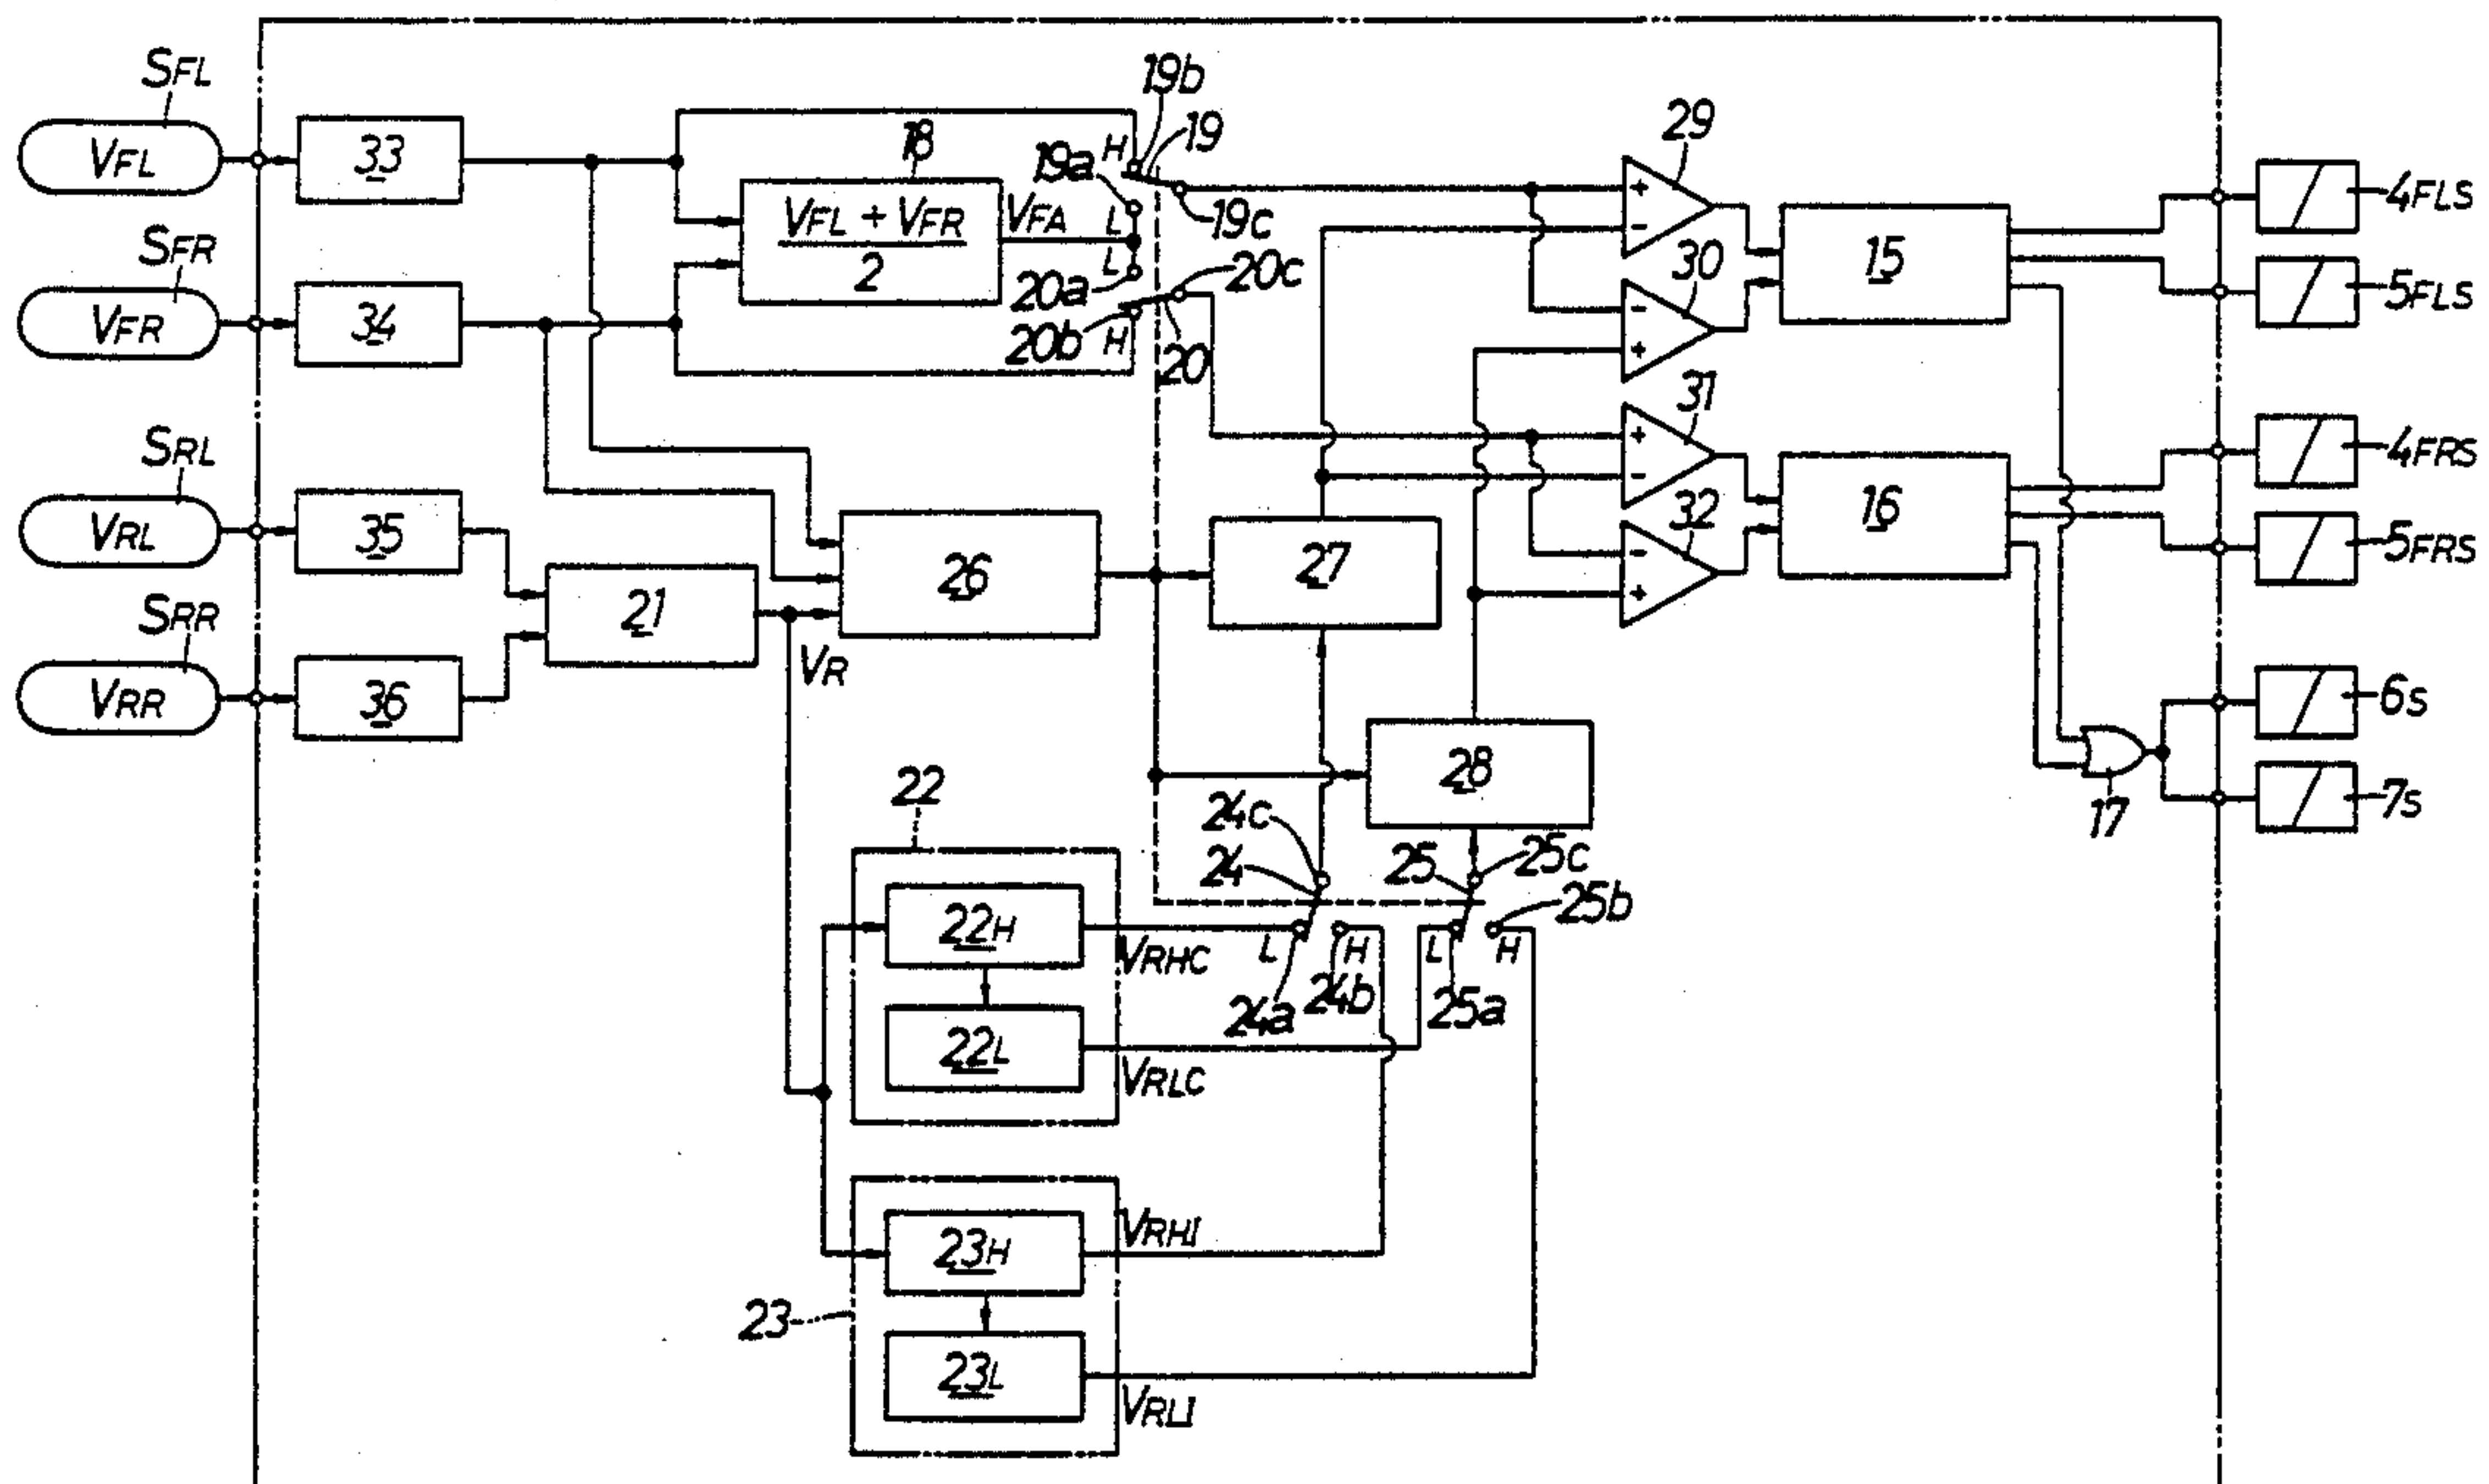 SFL
VFL
33
18
VFL + VFR
2
VFA
19b
19
H
19a
L
19c
L
20a
20c
20b
H
20
29
+
-
30
-
+
15
4FLS
5FLS
SFR
VFR
34
31
+
-
32
-
+
16
4FRS
5FRS
SRL
VRL
35
21
VR
26
27
SRR
VRR
36
28
17
6S
7S
22
22H
VRHC
22L
VRLC
24c
24
L
H
24a
24b
25
25c
25b
L
H
25a
23
23H
VRHI
23L
VRLI